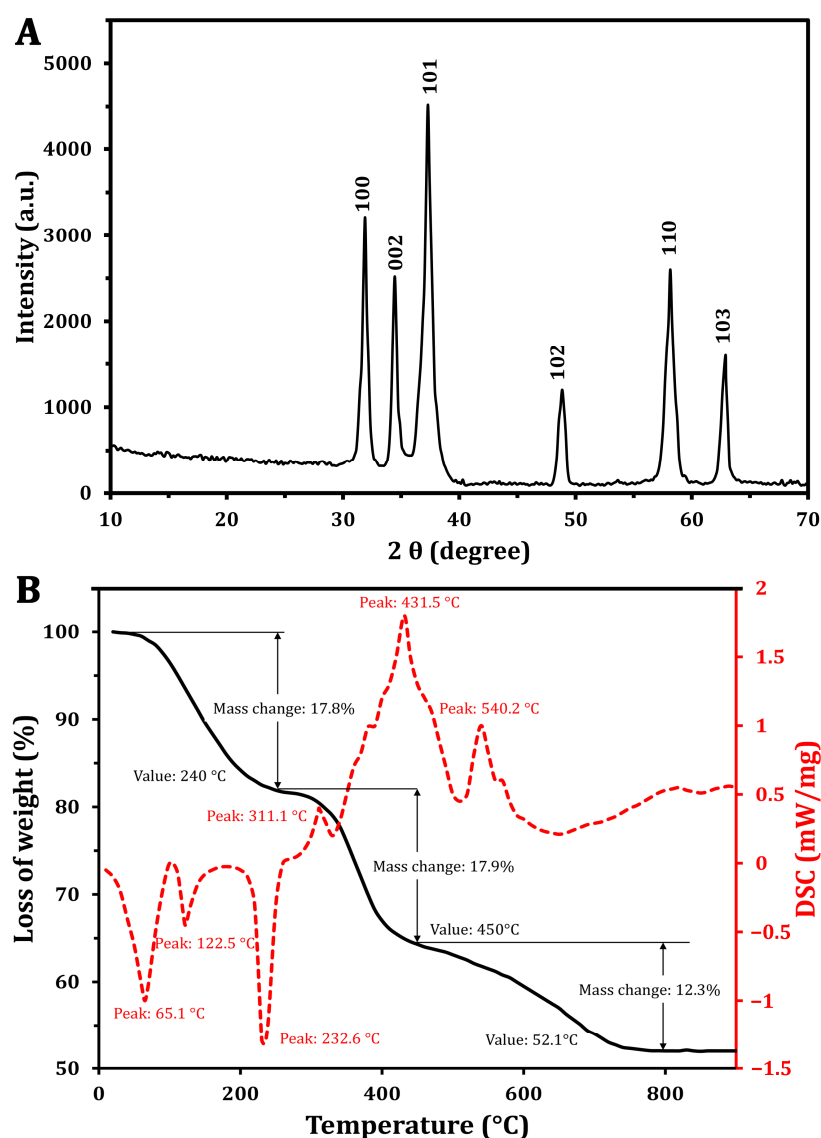 A
5000
4000
3000
2000
1000
0
Intensity (a.u.)
100
002
101
102
110
103
10 20 30 40 50 60 70
2 θ (degree)
B
100
90
80
70
60
50
Loss of weight (%)
Peak: 431.5 °C
Mass change: 17.8%
Peak: 540.2 °C
Value: 240 °C
Peak: 311.1 °C
Mass change: 17.9%
Value: 450°C
Peak: 122.5 °C
Mass change: 12.3%
Peak: 65.1 °C
Peak: 232.6 °C
Value: 52.1°C
2
1.5
1
0.5
0
−0.5
−1
−1.5
DSC (mW/mg)
0 200 400 600 800
Temperature (°C)